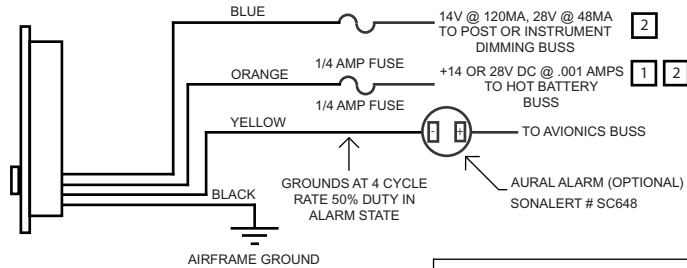 BLUE
14V @ 120MA, 28V @ 48MA
TO POST OR INSTRUMENT
DIMMING BUSS
2
1/4 AMP FUSE
ORANGE
+14 OR 28V DC @ .001 AMPS
TO HOT BATTERY
BUSS
1 2
1/4 AMP FUSE
YELLOW
- +
TO AVIONICS BUSS
BLACK
GROUNDS AT 4 CYCLE
RATE 50% DUTY IN
ALARM STATE
AURAL ALARM (OPTIONAL)
SONALERT # SC648
AIRFRAME GROUND